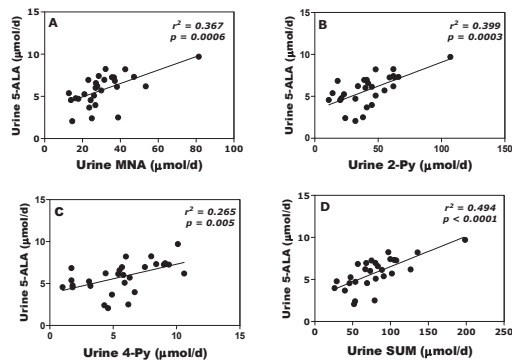 A
r² = 0.367
p = 0.0006
Urine 5-ALA (μmol/d)
15
10
5
0
0 20 40 60 80 100
Urine MNA (μmol/d)
B
r² = 0.399
p = 0.0003
Urine 5-ALA (μmol/d)
15
10
5
0
0 50 100 150
Urine 2-Py (μmol/d)
C
r² = 0.265
p = 0.005
Urine 5-ALA (μmol/d)
15
10
5
0
0 5 10 15
Urine 4-Py (μmol/d)
D
r² = 0.494
p < 0.0001
Urine 5-ALA (μmol/d)
15
10
5
0
0 50 100 150 200 250
Urine SUM (μmol/d)